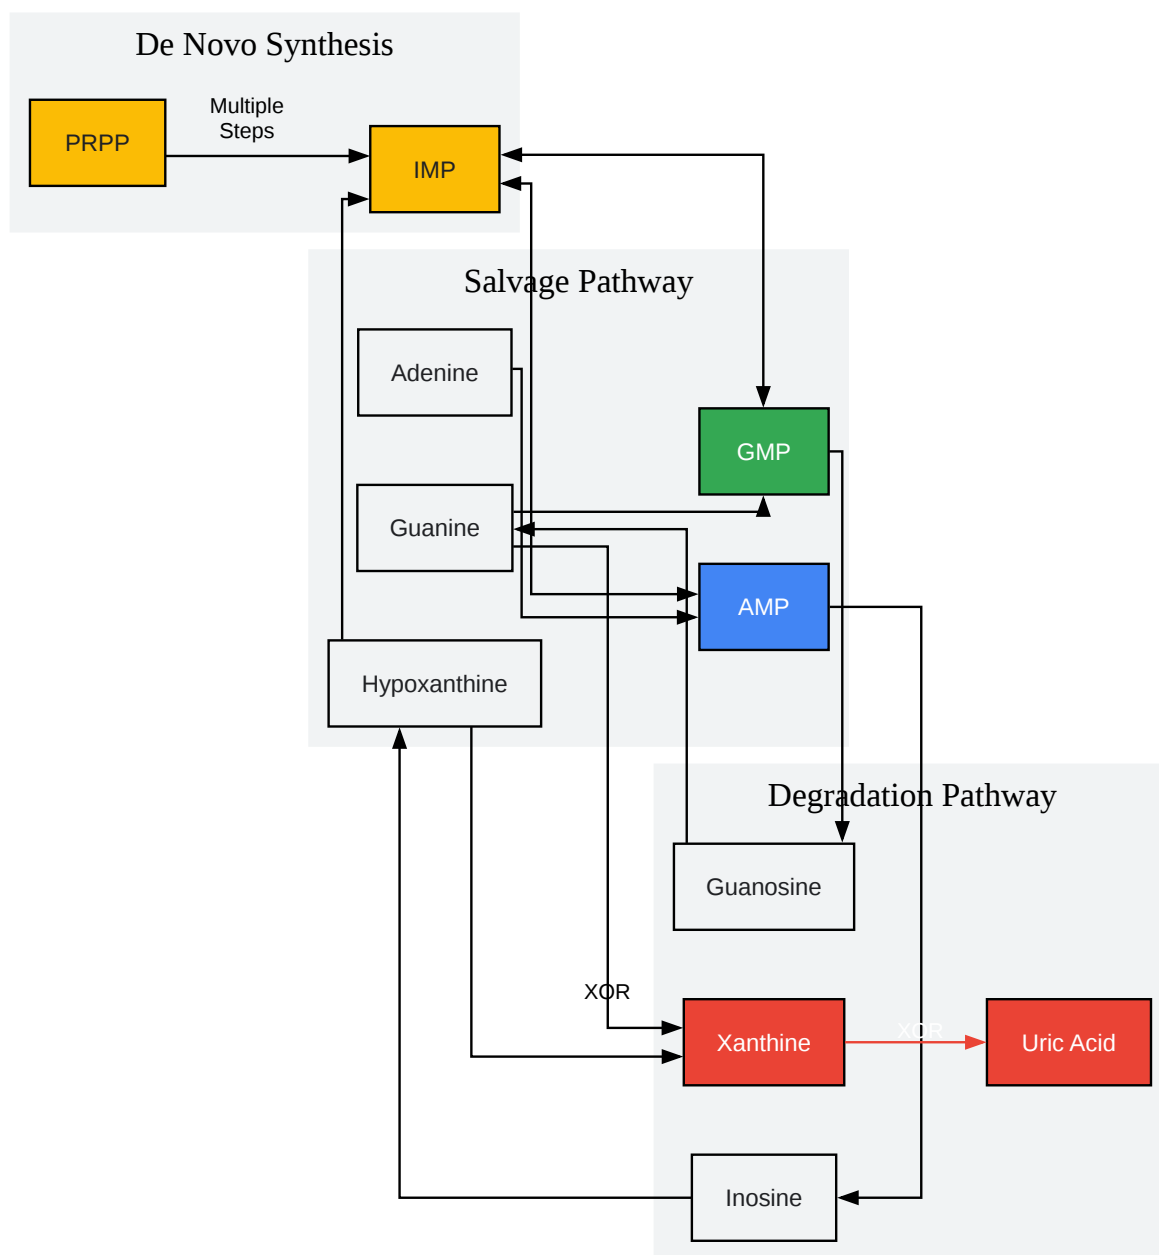 De Novo Synthesis
PRPP
Multiple
Steps
IMP
Salvage Pathway
Adenine
GMP
Guanine
AMP
Hypoxanthine
Degradation Pathway
Guanosine
XOR
Xanthine
XOR
Uric Acid
Inosine